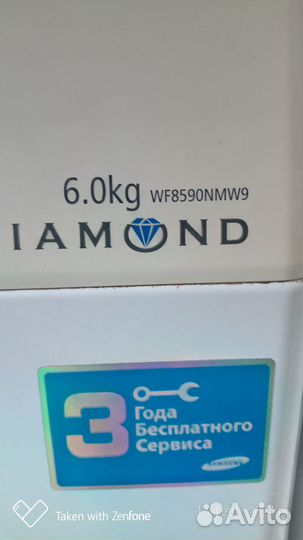 6.0kg WF8590NMW9
IAMOND
3 Года
Бесплатного
Сервиса
SAMSUNG
Taken with Zenfone
Avito